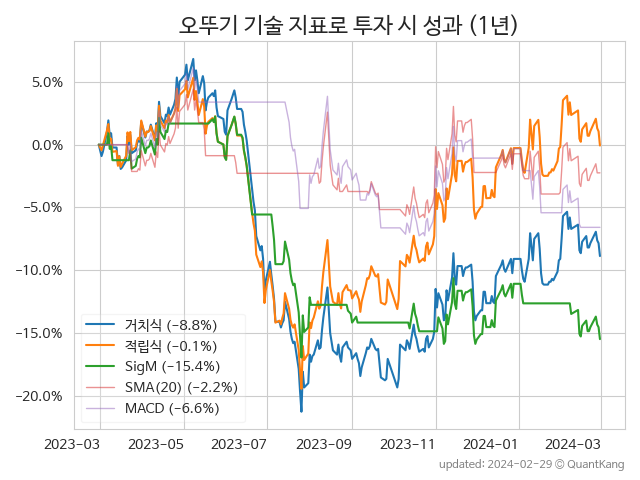 오뚜기 기술 지표로 투자 시 성과 (1년)
5.0%
0.0%
−5.0%
−10.0%
−15.0%
−20.0%
거치식 (−8.8%)
적립식 (−0.1%)
SigM (−15.4%)
SMA(20) (−2.2%)
MACD (−6.6%)
2023−03
2023−05
2023−07
2023−09
2023−11
2024−01
2024−03
updated: 2024−02−29 ⓒ QuantKang